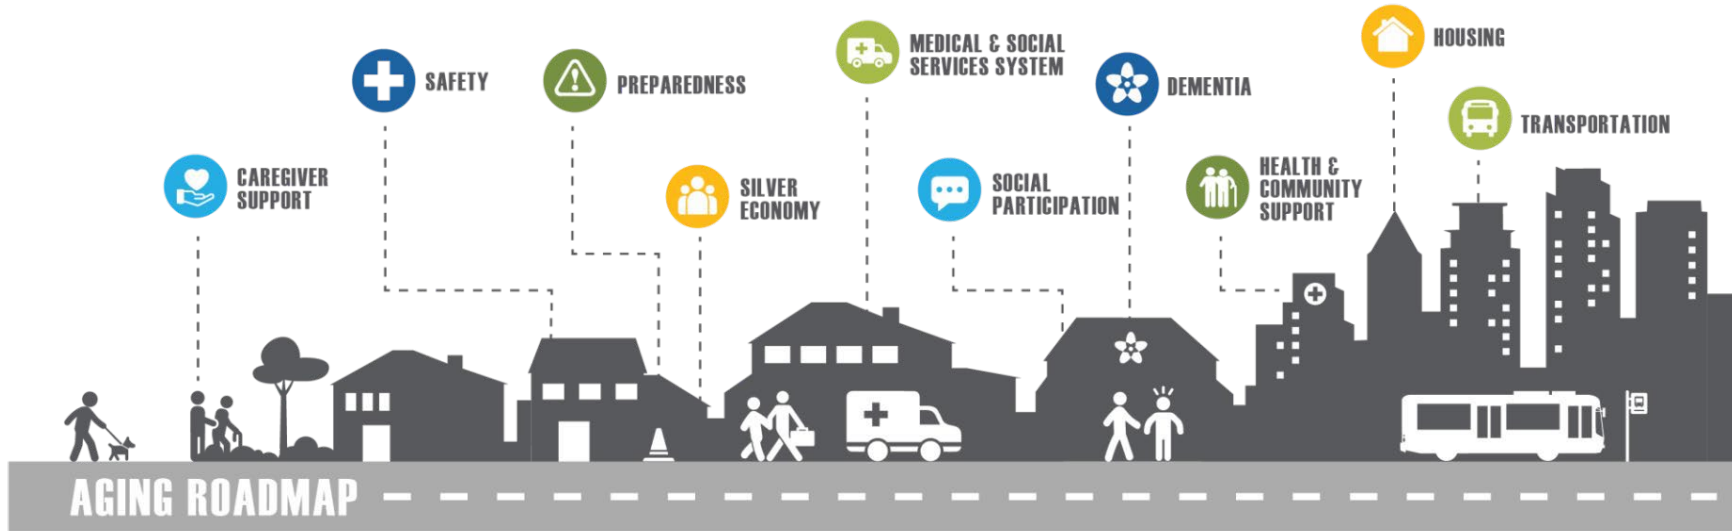 CAREGIVER
SUPPORT
SAFETY
PREPAREDNESS
SILVER
ECONOMY
MEDICAL & SOCIAL
SERVICES SYSTEM
SOCIAL
PARTICIPATION
DEMENTIA
HEALTH &
COMMUNITY
SUPPORT
HOUSING
TRANSPORTATION
AGING ROADMAP